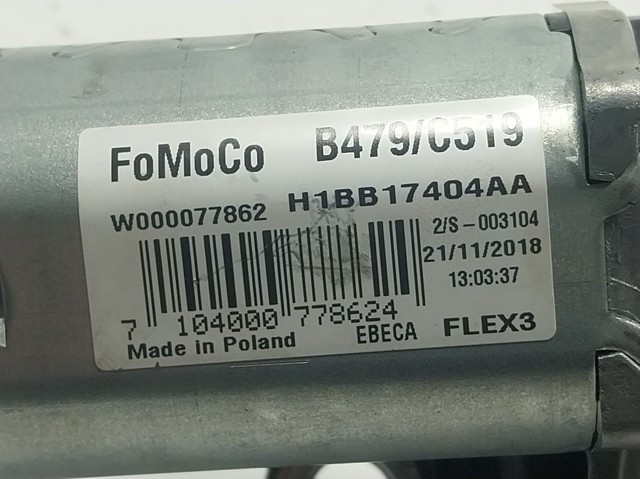 FoMoCo B479/C519
W000077862 H1BB17404AA
2/S-003104
21/11/2018
13:03:37
7 104000 778624
Made in Poland EBECA FLEX3